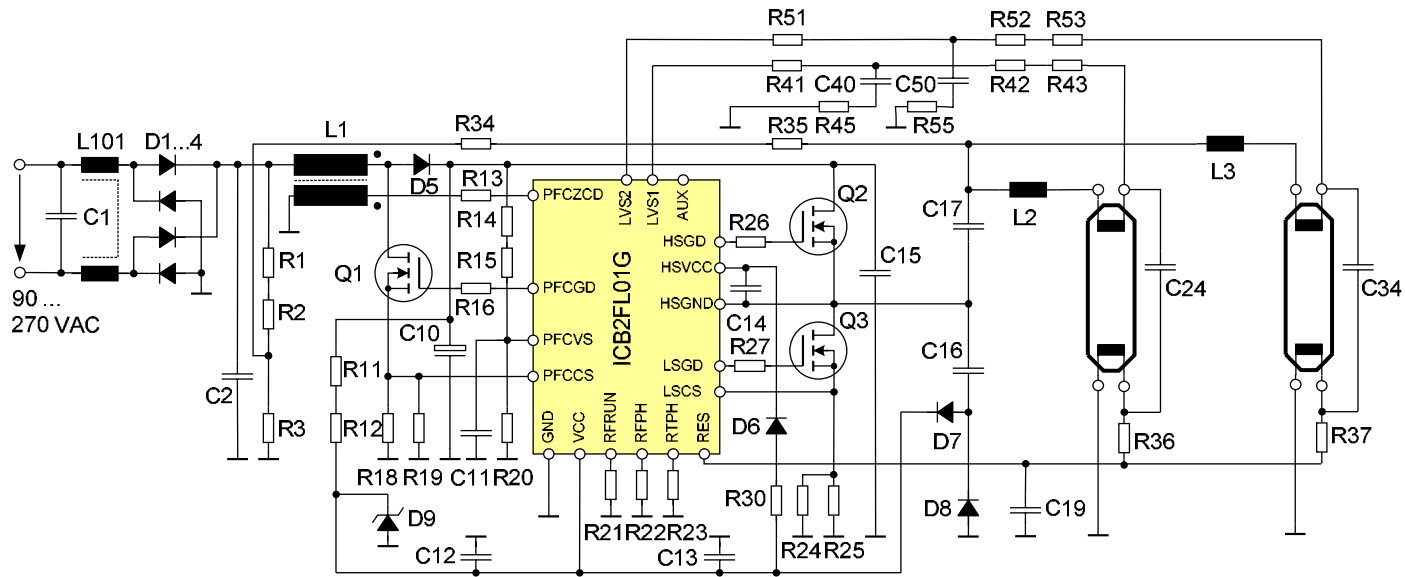 R51
R52
R53
R41
C40
C50
R42
R43
R45
R55
L101
D1...4
L1
R34
R35
L3
D5
R13
PFCZCD
LVS2
LVS1
AUX
Q2
C1
R14
R26
HSGD
C17
L2
R1
Q1
R15
HSVCC
C15
C24
C34
R16
PFCGD
ICB2FL01G
90 ...
270 VAC
R2
C10
HSGND
C14
Q3
PFCVS
R27
C16
R11
LSGD
C2
PFCCS
LSCS
R3
R12
GND
VCC
RFRUN
RFPH
RTPH
RES
D6
D7
R36
R37
R18
R19
C11
R20
R30
D8
C19
D9
R21
R22
R23
R24
R25
C12
C13